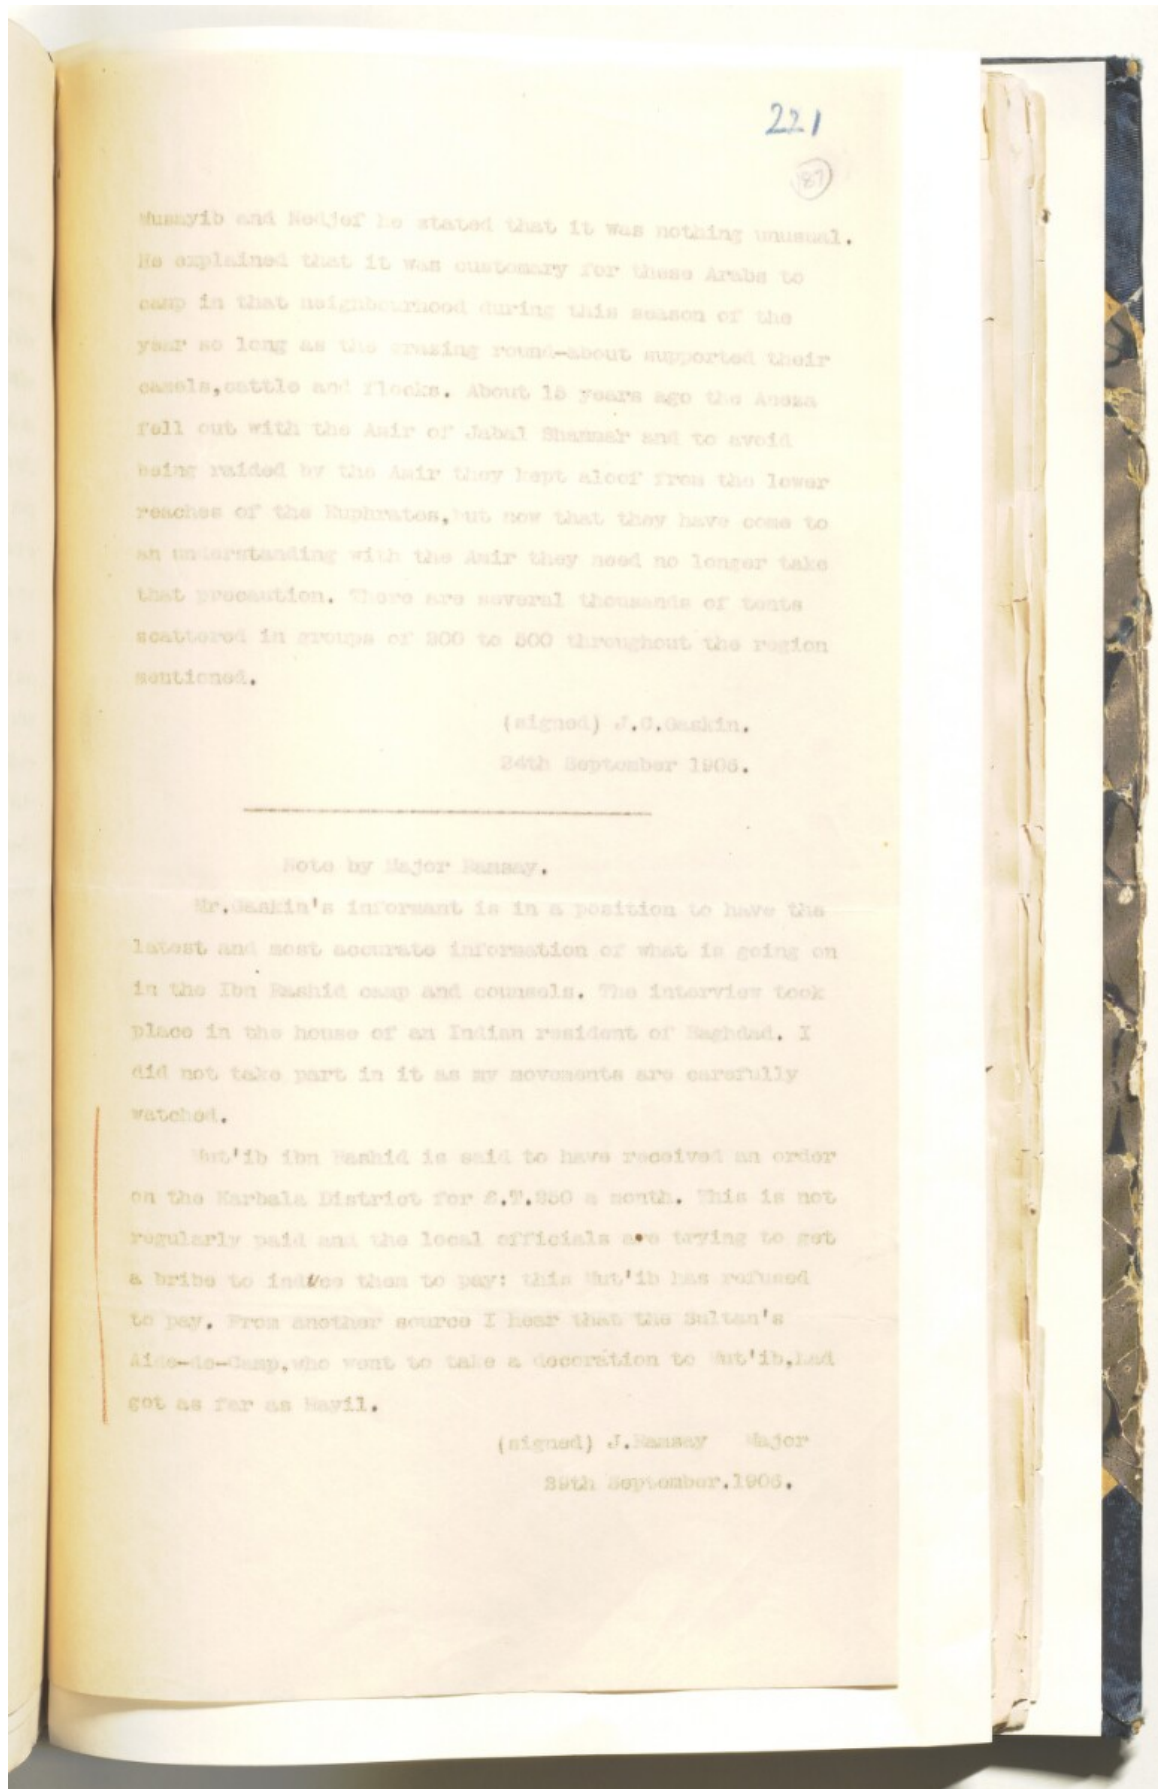 221
187
Musayib and Nedjef he stated that it was nothing unusual.
He explained that it was customary for these Arabs to
camp in that neighbourhood during this season of the
year so long as the grazing round-about supported their
camels,cattle and flocks. About 15 years ago the Aneza
fell out with the Amir of Jabal Shammar and to avoid
being raided by the Amir they kept aloof from the lower
reaches of the Euphrates,but now that they have come to
an understanding with the Amir they need no longer take
that precaution. There are several thousands of tents
scattered in groups of 200 to 500 throughout the region
mentioned.
(signed) J.C.Gaskin.
24th September 1906.
Note by Major Ramsay.
Mr.Gaskin's informant is in a position to have the
latest and most accurate information of what is going on
in the Ibn Rashid camp and counsels. The interview took
place in the house of an Indian resident of Baghdad. I
did not take part in it as my movements are carefully
watched.
Mut'ib ibn Rashid is said to have received an order
on the Karbala District for £.T.250 a month. This is not
regularly paid and the local officials are trying to get
a bribe to induce them to pay: this Mut'ib has refused
to pay. From another source I hear that the Sultan's
Aide-de-Camp,who went to take a decoration to Mut'ib,had
got as far as Hayil.
(signed) J.Ramsay Major
29th September.1906.